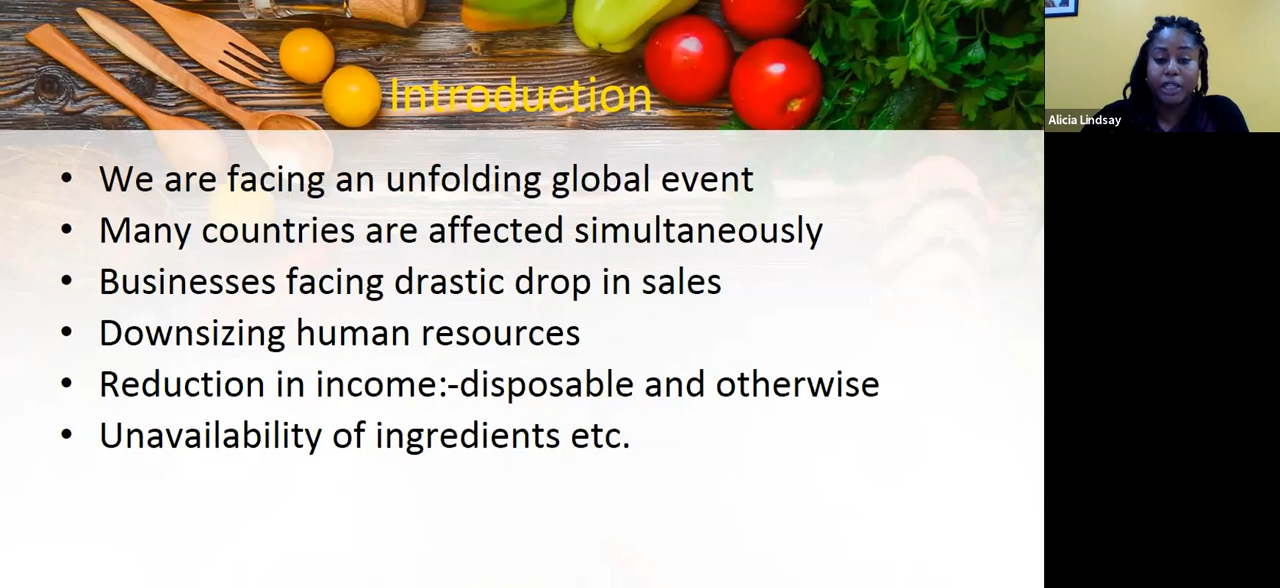 Introduction
• We are facing an unfolding global event
• Many countries are affected simultaneously
• Businesses facing drastic drop in sales
• Downsizing human resources
• Reduction in income:-disposable and otherwise
• Unavailability of ingredients etc.
Alicia Lindsay